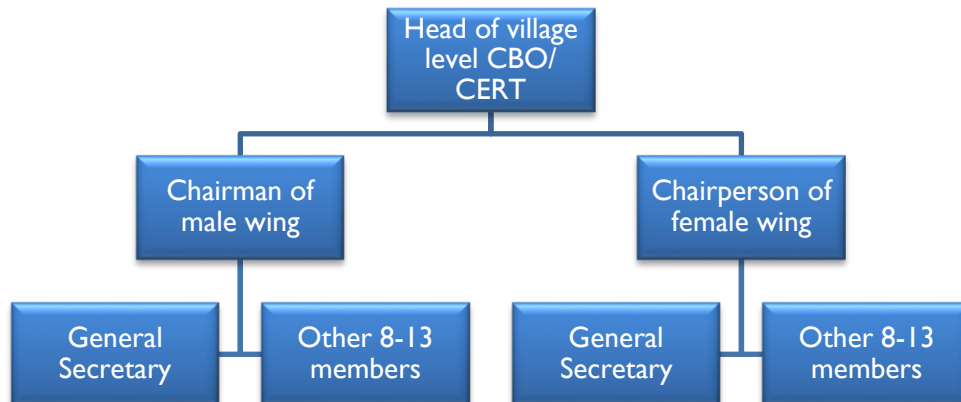 Head of village
level CBO/
CERT
Chairman of
male wing
Chairperson of
female wing
General
Secretary
Other 8-13
members
General
Secretary
Other 8-13
members